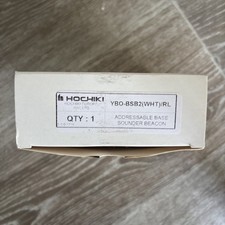 HOCHIKI
QTY : 1
YBO-BSB2(WHT)/RL
ADDRESSABLE BASE
SOUNDER BEACON